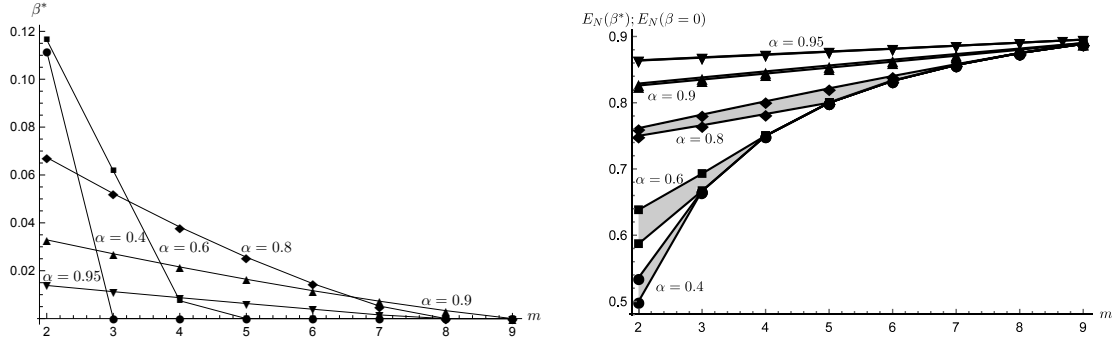 β*
0.12
0.10
0.08
0.06
0.04
0.02
α = 0.4
α = 0.6
α = 0.8
α = 0.95
α = 0.9
2 3 4 5 6 7 8 9 m
E_N(β*); E_N(β = 0)
0.9
0.8
0.7
0.6
0.5
α = 0.95
α = 0.9
α = 0.8
α = 0.6
α = 0.4
2 3 4 5 6 7 8 9 m